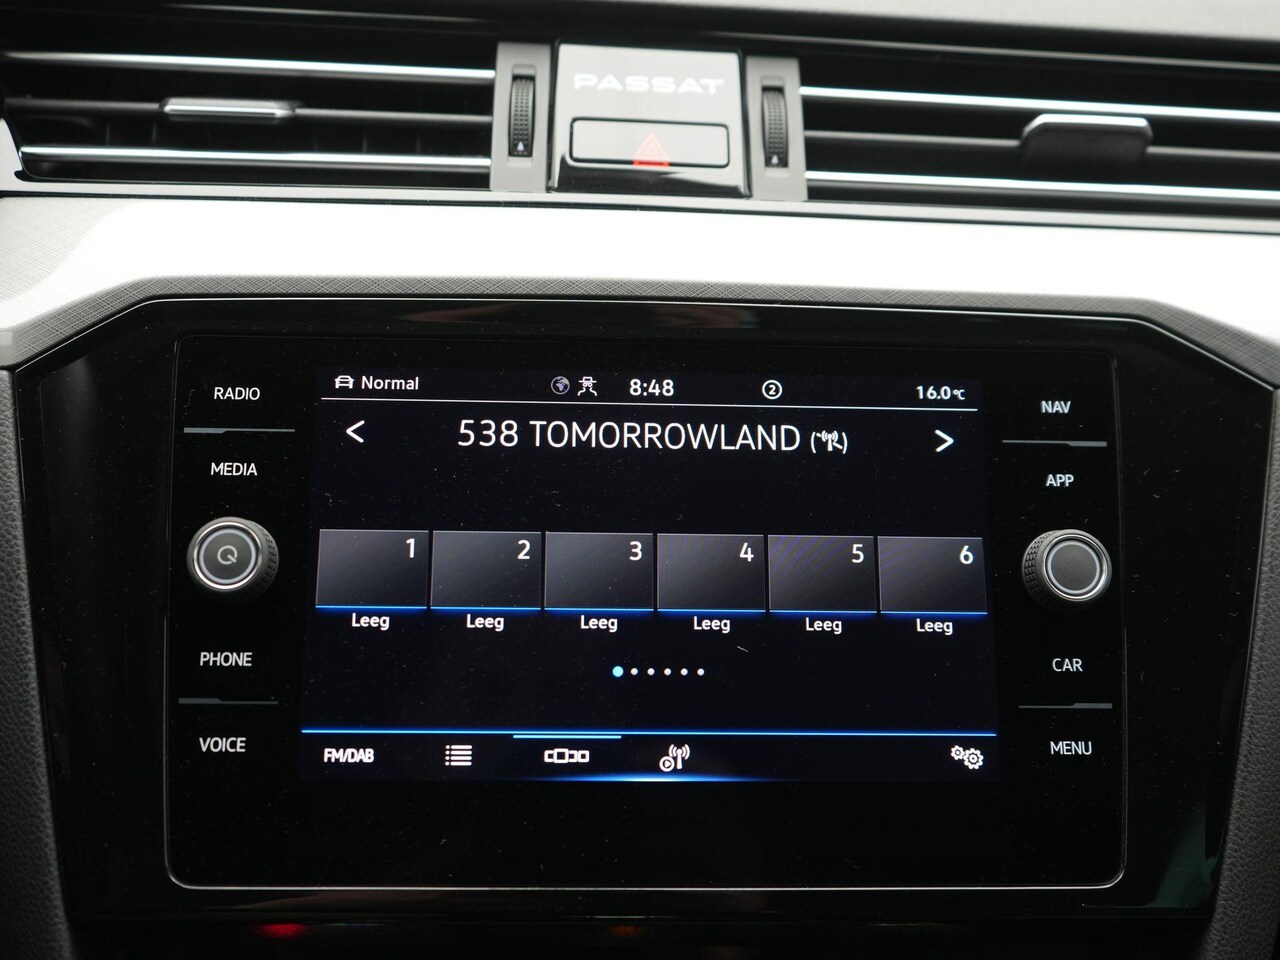 PASSAT
RADIO
MEDIA
PHONE
VOICE
Normal
8:48
2
16.0°C
< 538 TOMORROWLAND >
1 2 3 4 5 6
Leeg Leeg Leeg Leeg Leeg Leeg
FM/DAB
NAV
APP
CAR
MENU